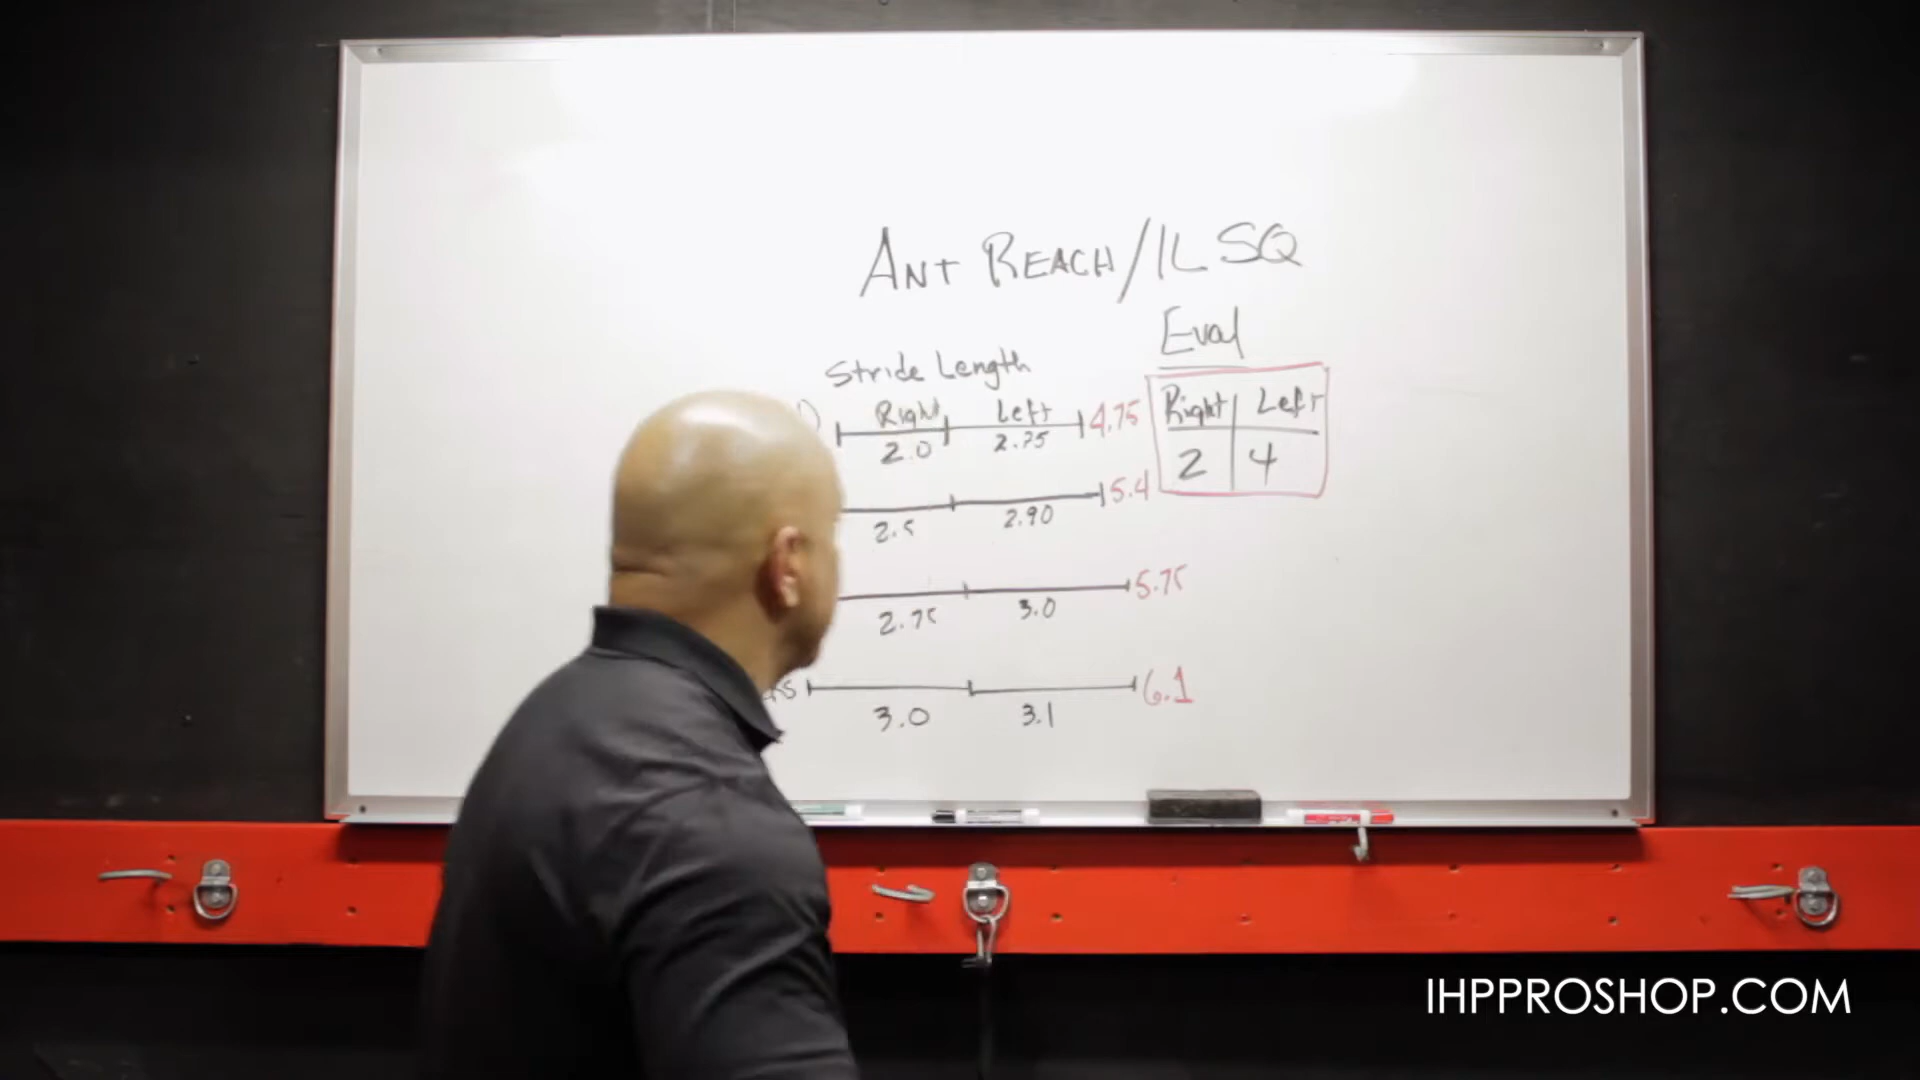 ANT REACH/1L SQ
Eval
Stride Length
Right Left
Right Left 4.75
2.0 2.75
2 4
5.4
2.5 2.90
5.75
2.75 3.0
6.1
3.0 3.1
IHPPROSHOP.COM